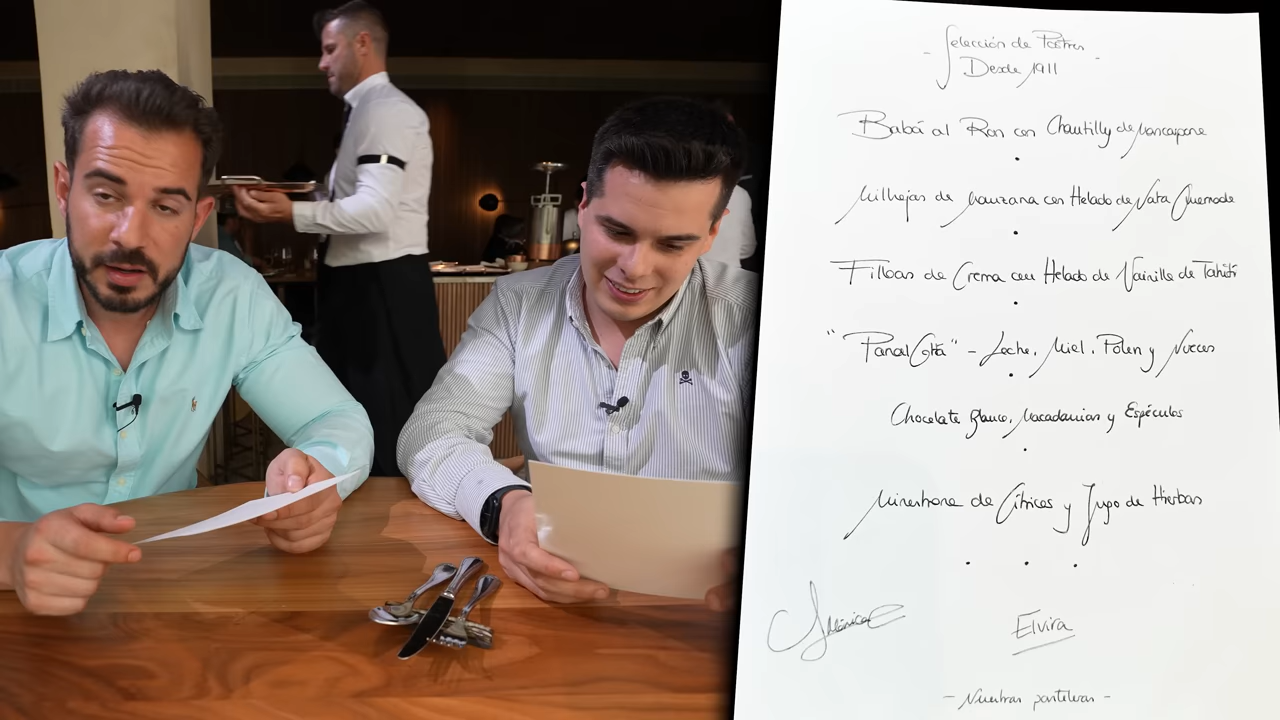 - Selección de Postres -
Desde 1911
Babá al Ron con Chantilly de Mascarpone
Milhojas de Manzana con Helado de Nata Quemada
Filloas de Crema con Helado de Vainilla de Tahití
"Panal Cotta" - Leche, Miel, Polen y Nueces
Chocolate Blanco, Macadamias y Espéculos
Minestrone de Cítricos y Jugo de Hierbas
Mónica
Elvira
- Nuestras pasteleras -